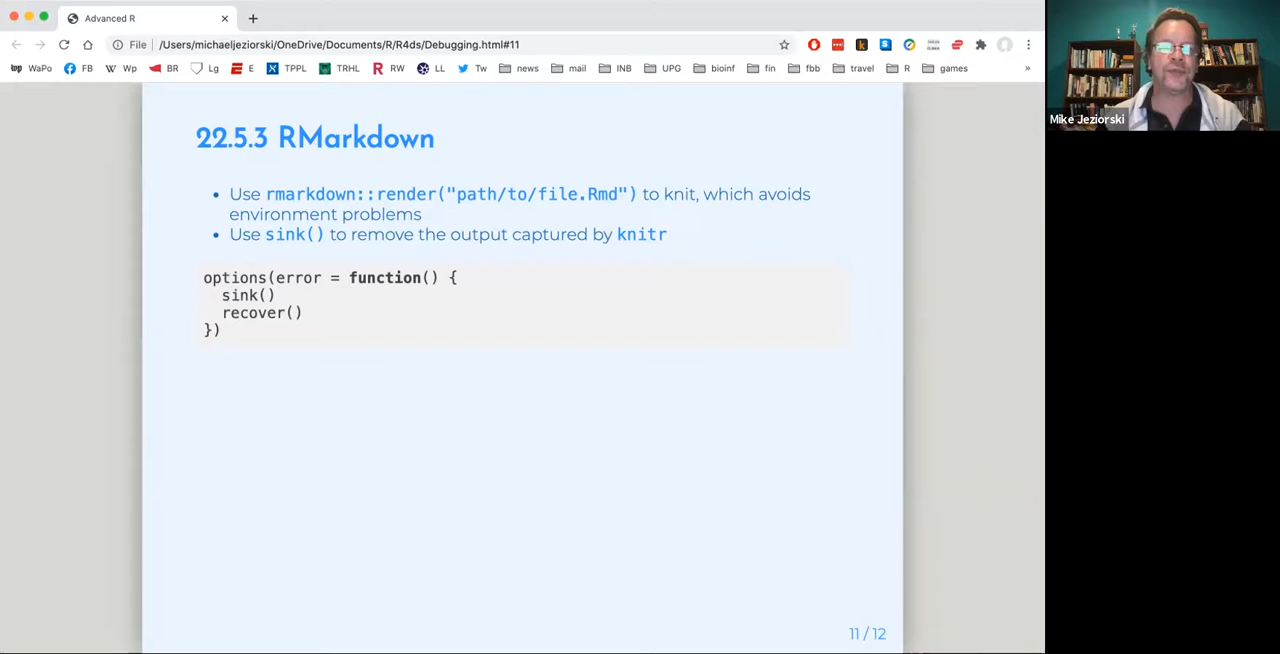 Advanced R
File /Users/michaeljeziorski/OneDrive/Documents/R/R4ds/Debugging.html#11
WaPo FB Wp BR Lg E TPPL TRHL RW LL Tw news mail INB UPG bioinf fin fbb travel R games »
Mike Jeziorski
22.5.3 RMarkdown
• Use rmarkdown::render("path/to/file.Rmd") to knit, which avoids
environment problems
• Use sink() to remove the output captured by knitr
options(error = function() {
sink()
recover()
})
11 / 12